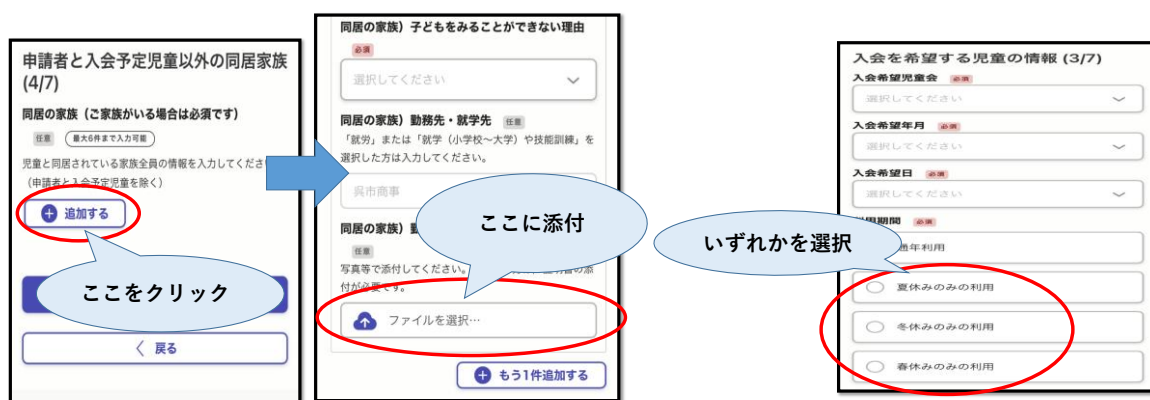 申請者と入会予定児童以外の同居家族
(4/7)
同居の家族（ご家族がいる場合は必須です）
任意 最大6件まで入力可能
児童と同居されている家族全員の情報を入力してくださ
（申請者と入会予定児童を除く）
追加する
ここをクリック
戻る
同居の家族）子どもをみることができない理由
必須
選択してください
同居の家族）勤務先・就学先 任意
「就労」または「就学（小学校～大学）や技能訓練」を
選択した方は入力してください。
呉市商事
同居の家族）
任意
写真等で添付してください。
付が必要です。
ここに添付
ファイルを選択…
もう1件追加する
入会を希望する児童の情報 (3/7)
入会希望児童会 必須
選択してください
入会希望年月 必須
選択してください
入会希望日 必須
選択してください
用期間 必須
年利用
いずれかを選択
夏休みのみの利用
冬休みのみの利用
春休みのみの利用